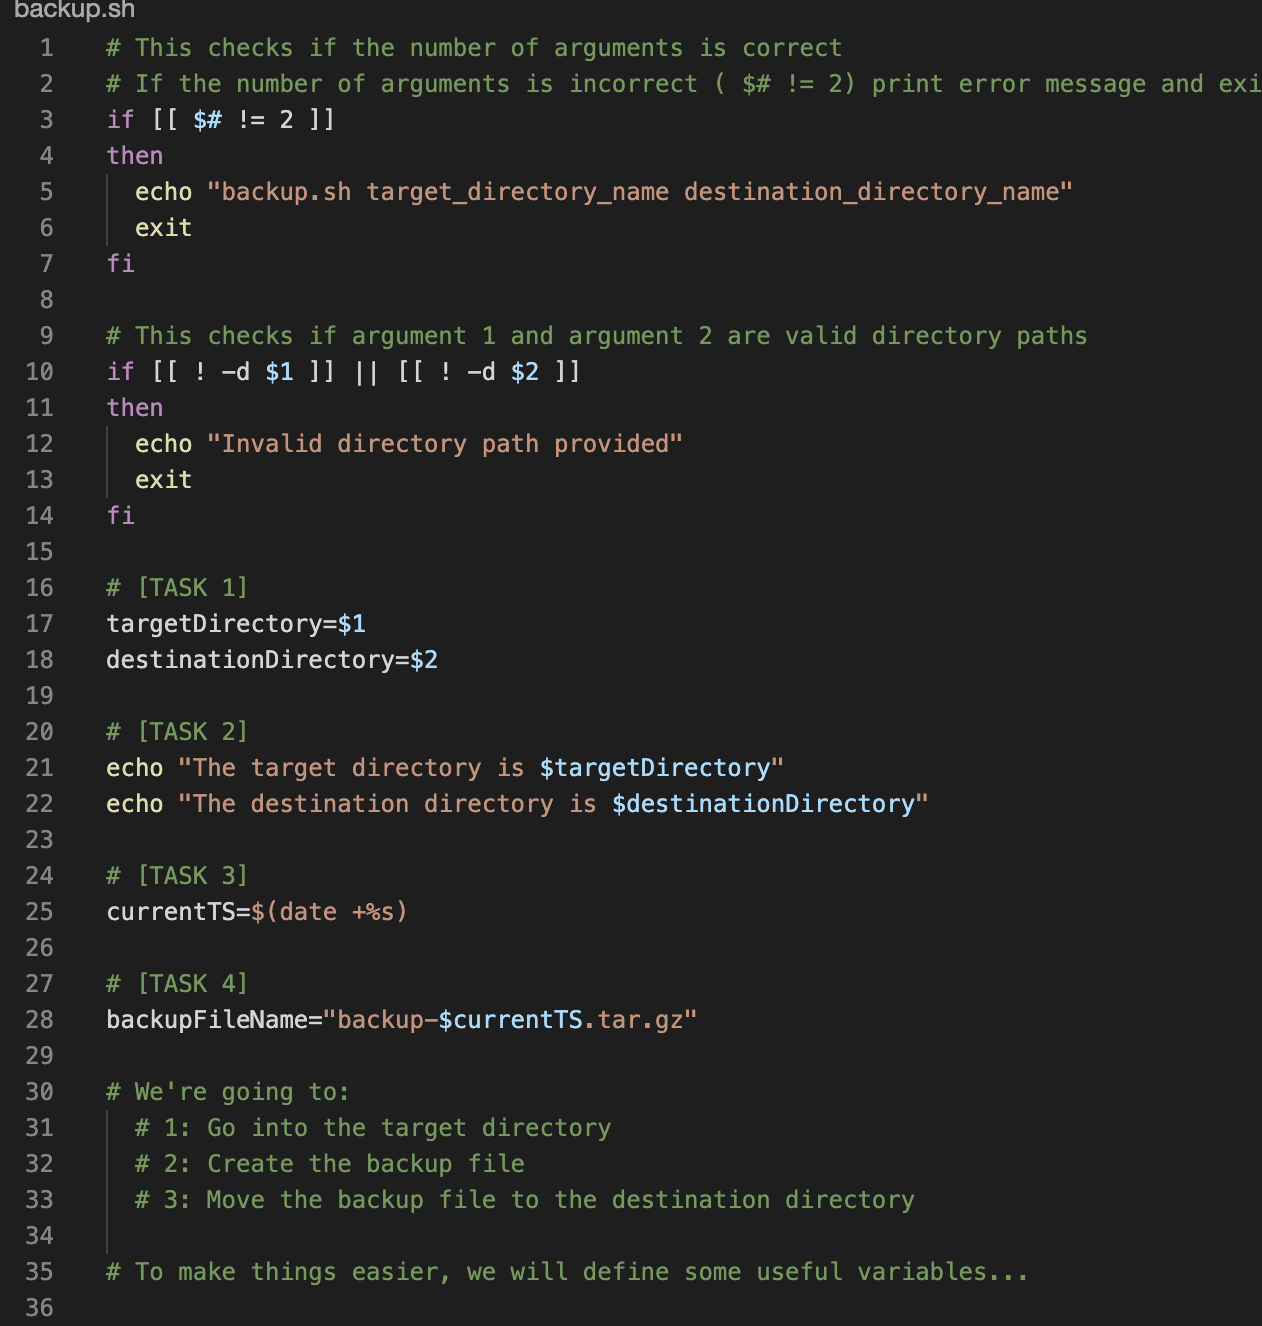 backup.sh
1 # This checks if the number of arguments is correct
2 # If the number of arguments is incorrect ( $# != 2) print error message and exi
3 if [[ $# != 2 ]]
4 then
5 echo "backup.sh target_directory_name destination_directory_name"
6 exit
7 fi
8
9 # This checks if argument 1 and argument 2 are valid directory paths
10 if [[ ! -d $1 ]] || [[ ! -d $2 ]]
11 then
12 echo "Invalid directory path provided"
13 exit
14 fi
15
16 # [TASK 1]
17 targetDirectory=$1
18 destinationDirectory=$2
19
20 # [TASK 2]
21 echo "The target directory is $targetDirectory"
22 echo "The destination directory is $destinationDirectory"
23
24 # [TASK 3]
25 currentTS=$(date +%s)
26
27 # [TASK 4]
28 backupFileName="backup-$currentTS.tar.gz"
29
30 # We're going to:
31 # 1: Go into the target directory
32 # 2: Create the backup file
33 # 3: Move the backup file to the destination directory
34
35 # To make things easier, we will define some useful variables...
36